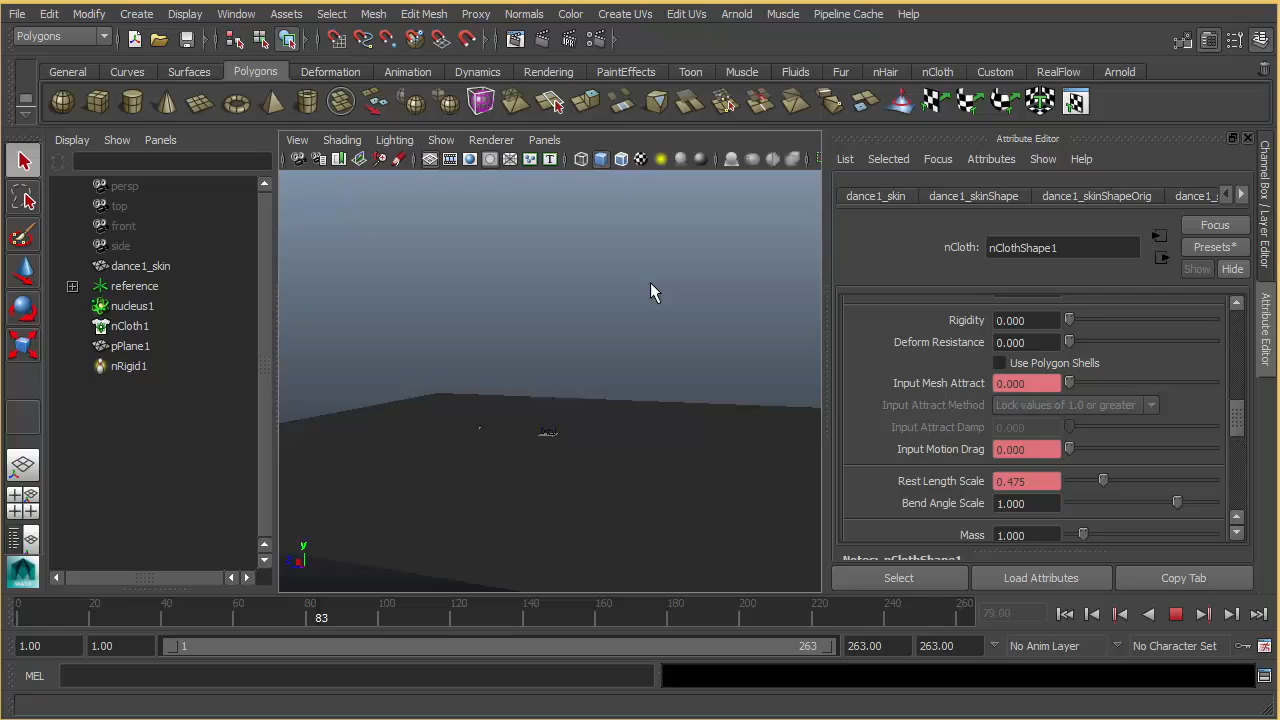 File Edit Modify Create Display Window Assets Select Mesh Edit Mesh Proxy Normals Color Create UVs Edit UVs Arnold Muscle Pipeline Cache Help
Polygons
General Curves Surfaces Polygons Deformation Animation Dynamics Rendering PaintEffects Toon Muscle Fluids Fur nHair nCloth Custom RealFlow Arnold
Display Show Panels
View Shading Lighting Show Renderer Panels
Attribute Editor
List Selected Focus Attributes Show Help
dance1_skin dance1_skinShape dance1_skinShapeOrig dance1_s
Focus
nCloth: nClothShape1
Presets*
Show Hide
persp
top
front
side
dance1_skin
reference
nucleus1
nCloth1
pPlane1
nRigid1
Rigidity 0.000
Deform Resistance 0.000
Use Polygon Shells
Input Mesh Attract 0.000
Input Attract Method Lock values of 1.0 or greater
Input Attract Damp 0.000
Input Motion Drag 0.000
Rest Length Scale 0.475
Bend Angle Scale 1.000
Mass 1.000
Notes: nClothShape1
Select Load Attributes Copy Tab
Channel Box / Layer Editor
Attribute Editor
y
0 20 40 60 80 100 120 140 160 180 200 220 240 260
83
79.00
1.00 1.00 1 263 263.00 263.00 No Anim Layer No Character Set
MEL